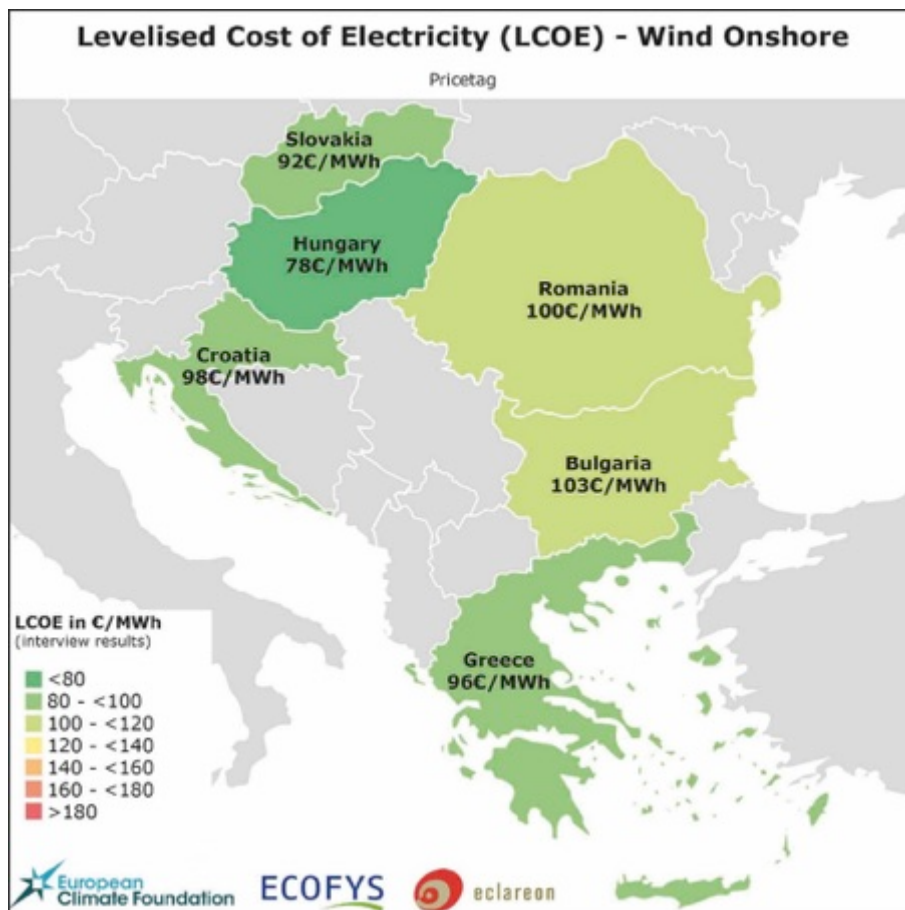 Levelised Cost of Electricity (LCOE) - Wind Onshore
Pricetag
Slovakia
92€/MWh
Hungary
78€/MWh
Romania
100€/MWh
Croatia
98€/MWh
Bulgaria
103€/MWh
Greece
96€/MWh
LCOE in €/MWh
(interview results)
<80
80 - <100
100 - <120
120 - <140
140 - <160
160 - <180
>180
European
Climate Foundation
ECOFYS
eclareon